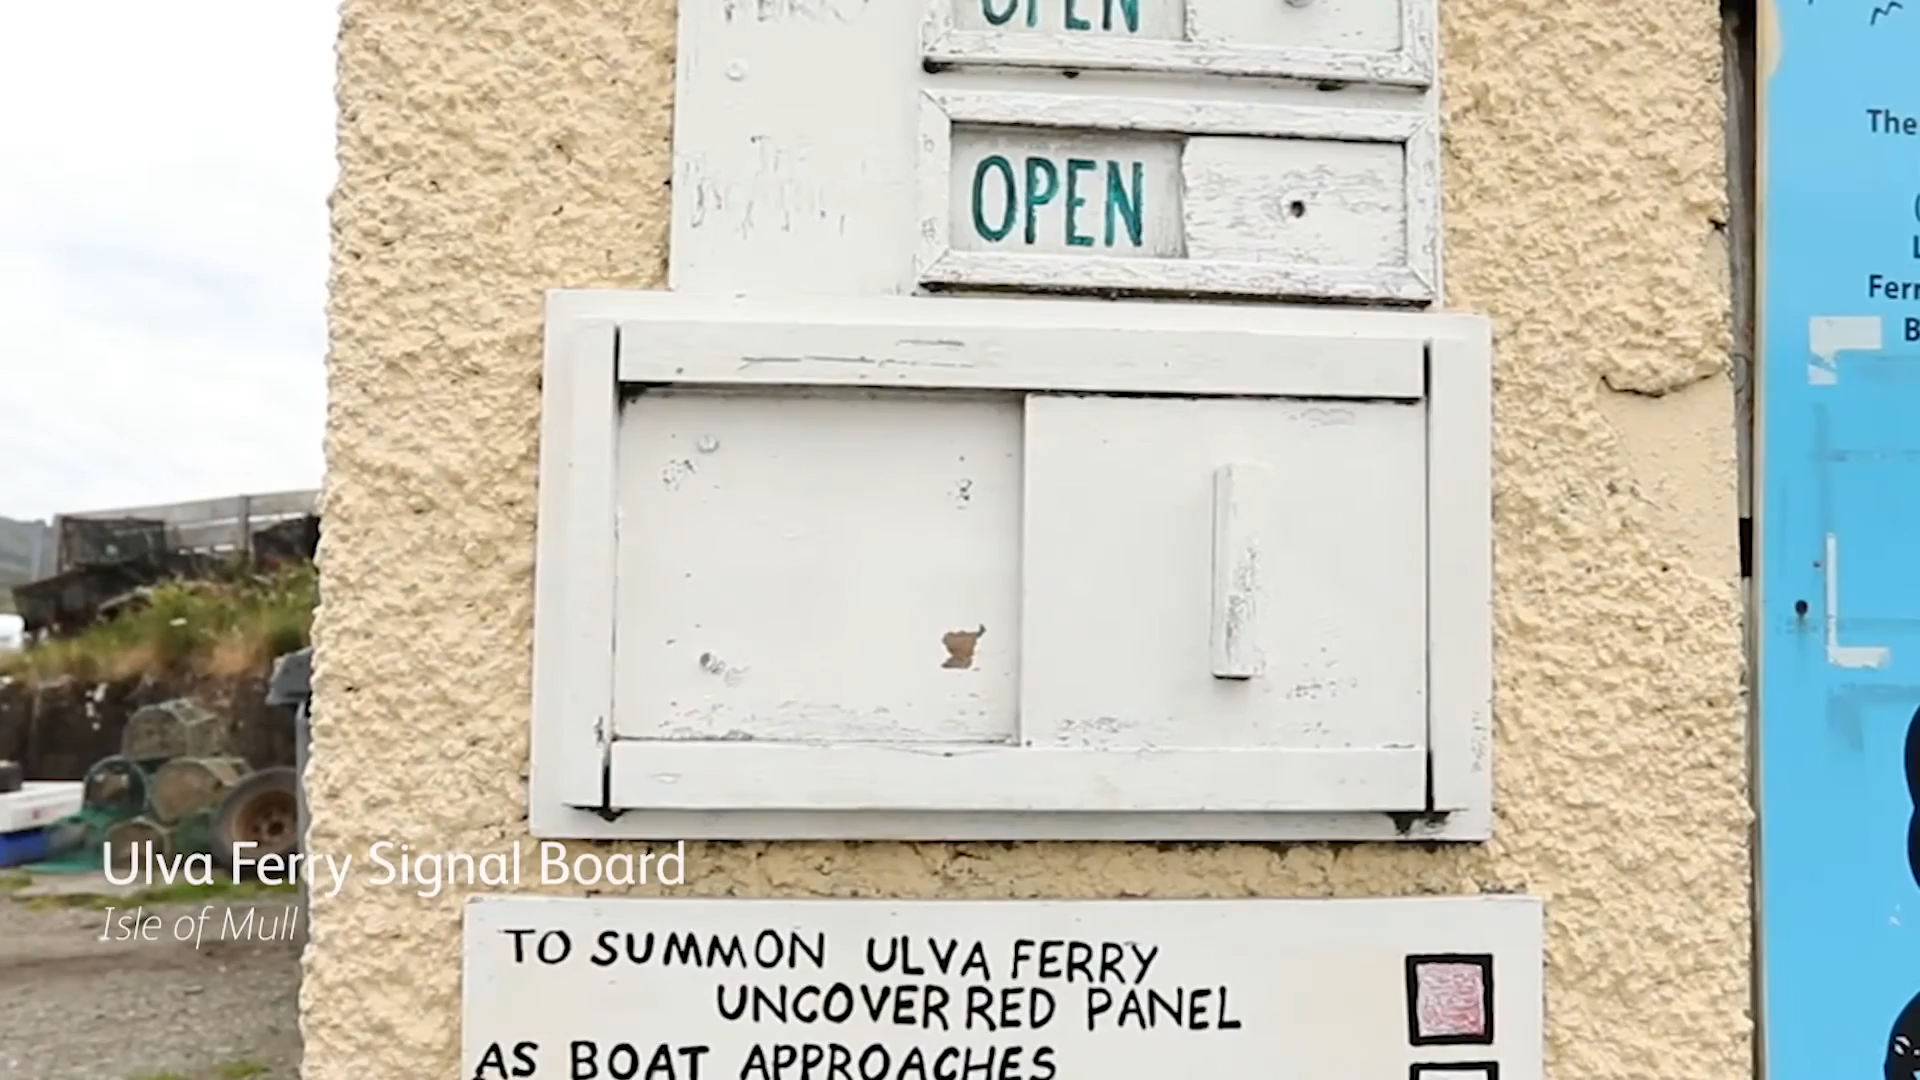 OPEN
OPEN
The
Ferr
B
Ulva Ferry Signal Board
Isle of Mull
TO SUMMON ULVA FERRY
UNCOVER RED PANEL
AS BOAT APPROACHES